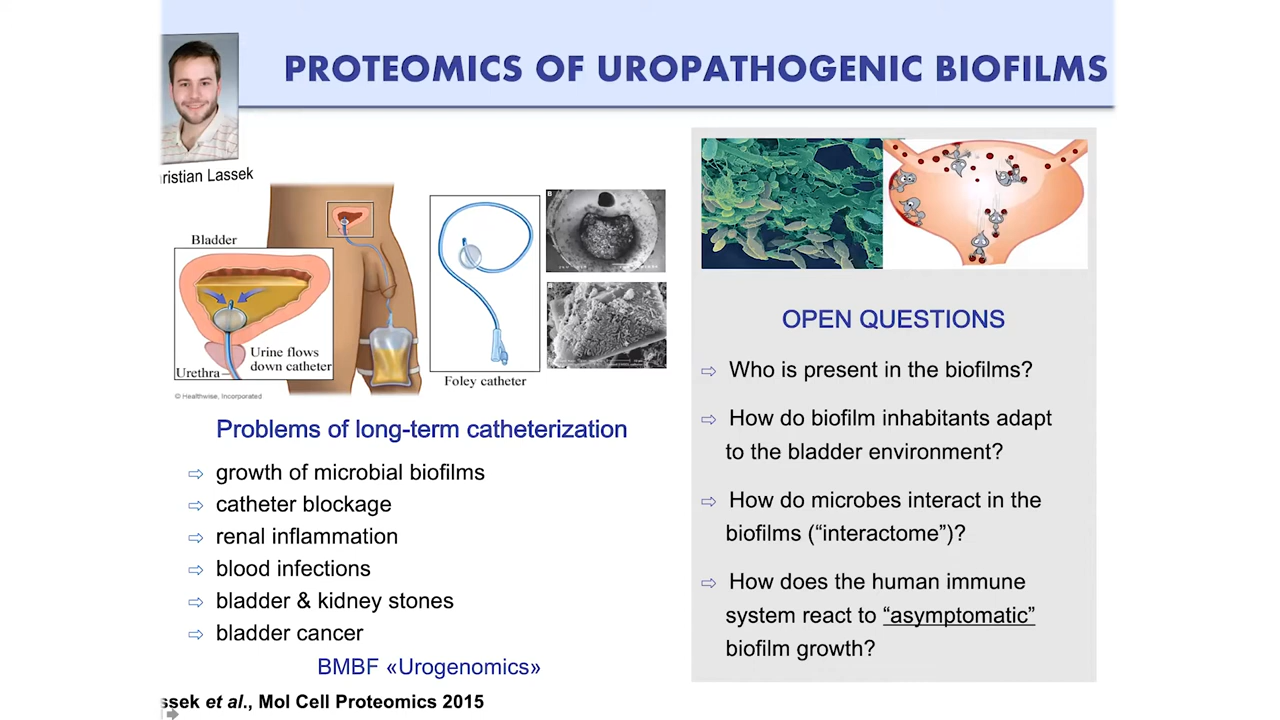 PROTEOMICS OF UROPATHOGENIC BIOFILMS
ristian Lassek
Bladder
Urine flows
down catheter
Urethra
© Healthwise, Incorporated
Foley catheter
B
Problems of long-term catheterization
⇨ growth of microbial biofilms
⇨ catheter blockage
⇨ renal inflammation
⇨ blood infections
⇨ bladder & kidney stones
⇨ bladder cancer
BMBF «Urogenomics»
ssek et al., Mol Cell Proteomics 2015
OPEN QUESTIONS
⇨ Who is present in the biofilms?
⇨ How do biofilm inhabitants adapt
to the bladder environment?
⇨ How do microbes interact in the
biofilms (“interactome”)?
⇨ How does the human immune
system react to “asymptomatic”
biofilm growth?